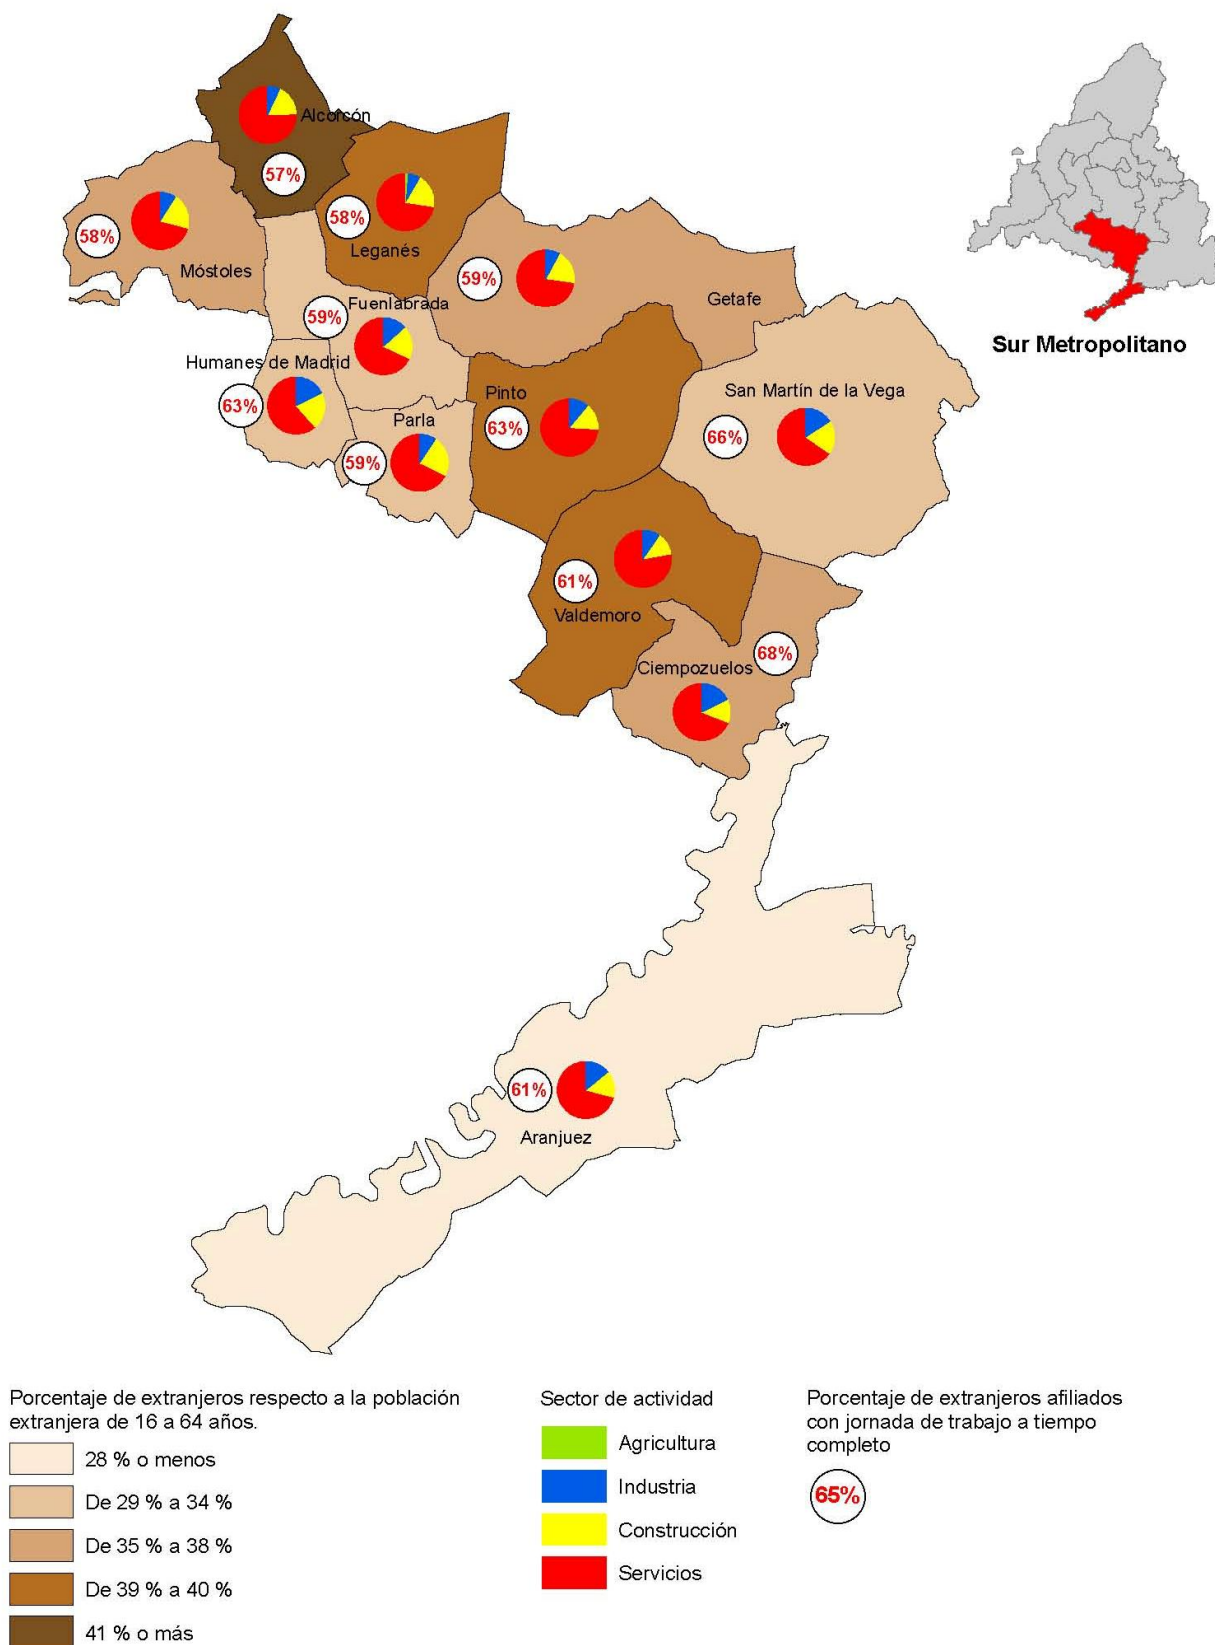 Alcorcón
57%
58%
Leganés
58%
Móstoles
59%
Getafe
Fuenlabrada
59%
Humanes de Madrid
63%
Parla
59%
Pinto
63%
San Martín de la Vega
66%
61%
Valdemoro
68%
Ciempozuelos
61%
Aranjuez
Sur Metropolitano
Porcentaje de extranjeros respecto a la población
extranjera de 16 a 64 años.
28 % o menos
De 29 % a 34 %
De 35 % a 38 %
De 39 % a 40 %
41 % o más
Sector de actividad
Agricultura
Industria
Construcción
Servicios
Porcentaje de extranjeros afiliados
con jornada de trabajo a tiempo
completo
65%